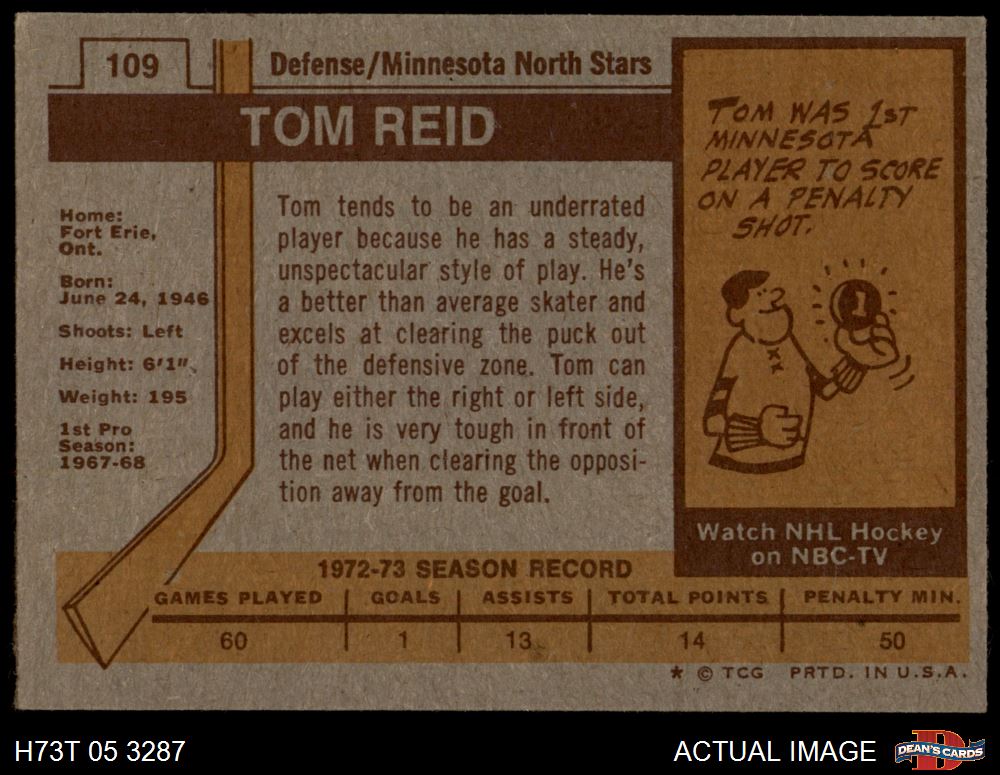 109
Defense/Minnesota North Stars
TOM REID
Home:
Fort Erie,
Ont.
Born:
June 24, 1946
Shoots: Left
Height: 6'1"
Weight: 195
1st Pro
Season:
1967-68
Tom tends to be an underrated
player because he has a steady,
unspectacular style of play. He's
a better than average skater and
excels at clearing the puck out
of the defensive zone. Tom can
play either the right or left side,
and he is very tough in front of
the net when clearing the opposi-
tion away from the goal.
TOM WAS 1ST
MINNESOTA
PLAYER TO SCORE
ON A PENALTY
SHOT.
1
Watch NHL Hockey
on NBC-TV
1972-73 SEASON RECORD
GAMES PLAYED GOALS ASSISTS TOTAL POINTS PENALTY MIN.
60 1 13 14 50
* © TCG PRTD. IN U.S.A.
H73T 05 3287
ACTUAL IMAGE
D
DEAN'S CARDS